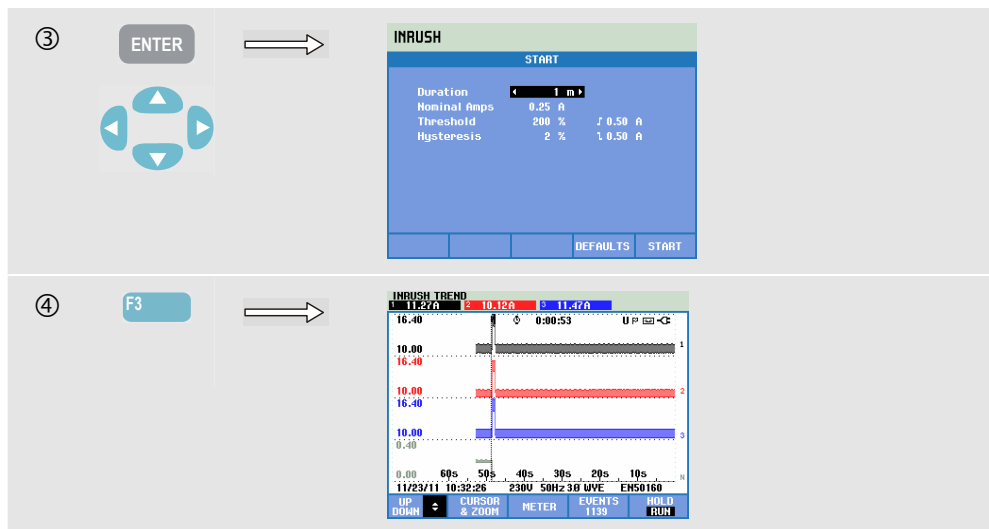 ③
ENTER
INRUSH
START
Duration 1 m
Nominal Amps 0.25 A
Threshold 200 % 0.50 A
Hysteresis 2 % 0.50 A
DEFAULTS START
④
F3
INRUSH TREND
1 11.27A 2 10.12A 3 11.47A
16.40 0:00:53 U P
10.00 1
16.40
10.00 2
16.40
10.00 3
0.40
0.00 60s 50s 40s 30s 20s 10s N
11/23/11 10:32:26 230V 50Hz 3Ø WYE EN50160
UP DOWN CURSOR & ZOOM METER EVENTS 1139 HOLD RUN